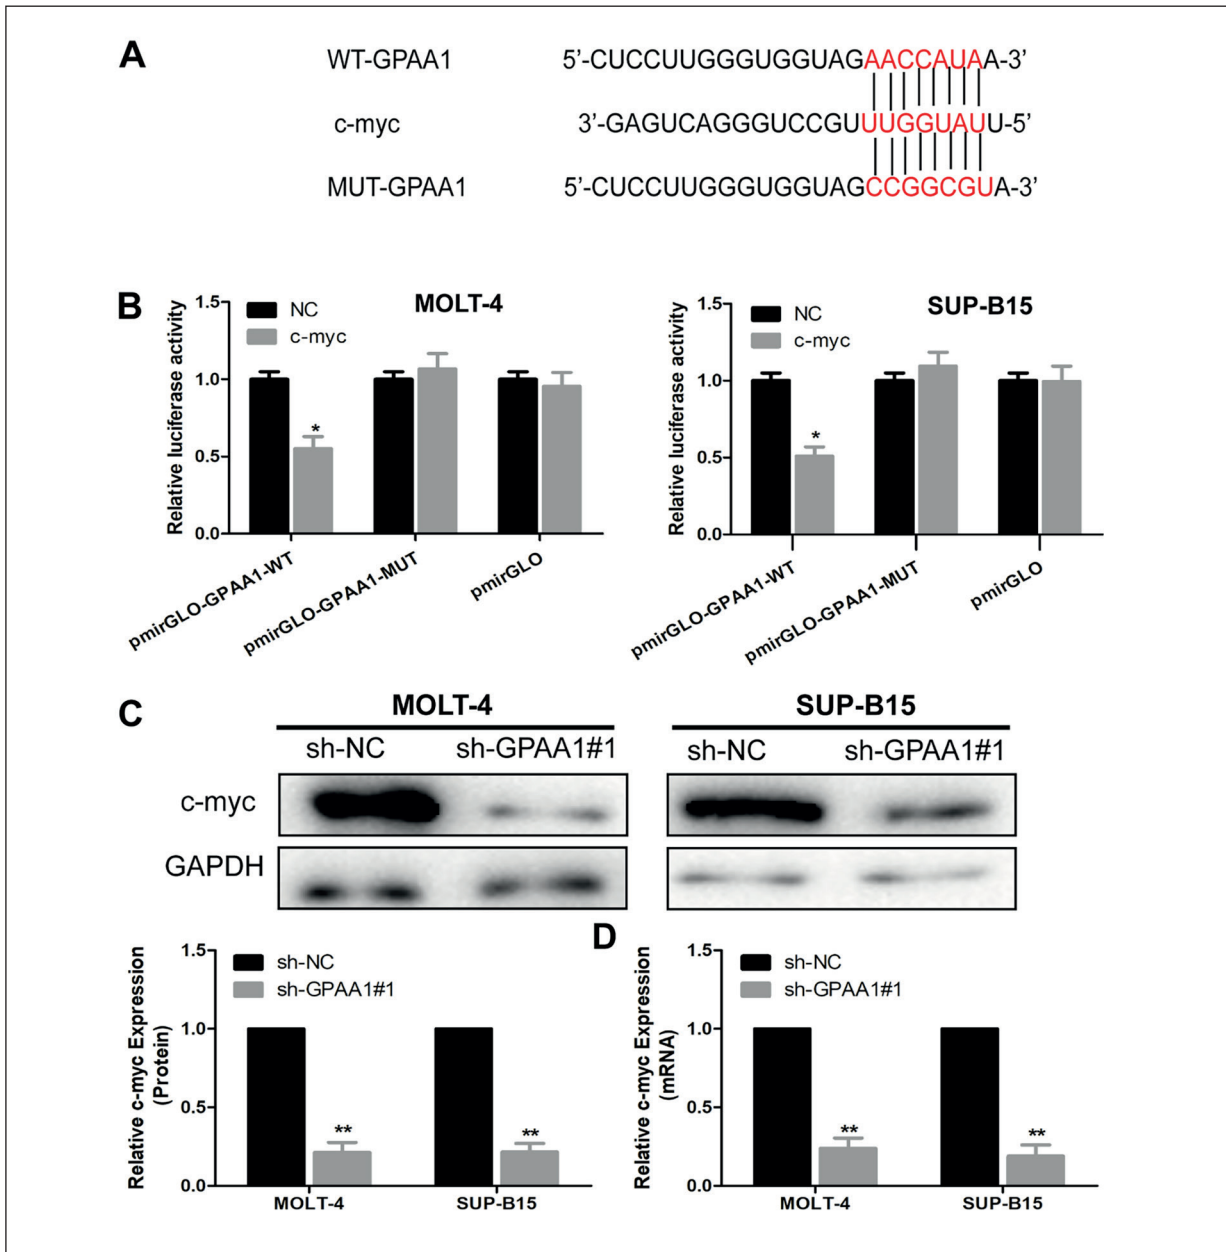 A
WT-GPAA1 5'-CUCCUUGGGUGGUAGAACCAUAA-3'
c-myc 3'-GAGUCAGGGUCCGUUUGGUAUU-5'
MUT-GPAA1 5'-CUCCUUGGGUGGUAGCCGGCGUA-3'
B
MOLT-4
NC
c-myc
Relative luciferase activity
1.5
1.0
0.5
0.0
*
pmirGLO-GPAA1-WT
pmirGLO-GPAA1-MUT
pmirGLO
SUP-B15
NC
c-myc
Relative luciferase activity
1.5
1.0
0.5
0.0
*
pmirGLO-GPAA1-WT
pmirGLO-GPAA1-MUT
pmirGLO
C
MOLT-4
SUP-B15
sh-NC sh-GPAA1#1
sh-NC sh-GPAA1#1
c-myc
GAPDH
Relative c-myc Expression
(Protein)
1.5
1.0
0.5
0.0
sh-NC
sh-GPAA1#1
**
**
MOLT-4
SUP-B15
D
Relative c-myc Expression
(mRNA)
1.5
1.0
0.5
0.0
sh-NC
sh-GPAA1#1
**
**
MOLT-4
SUP-B15